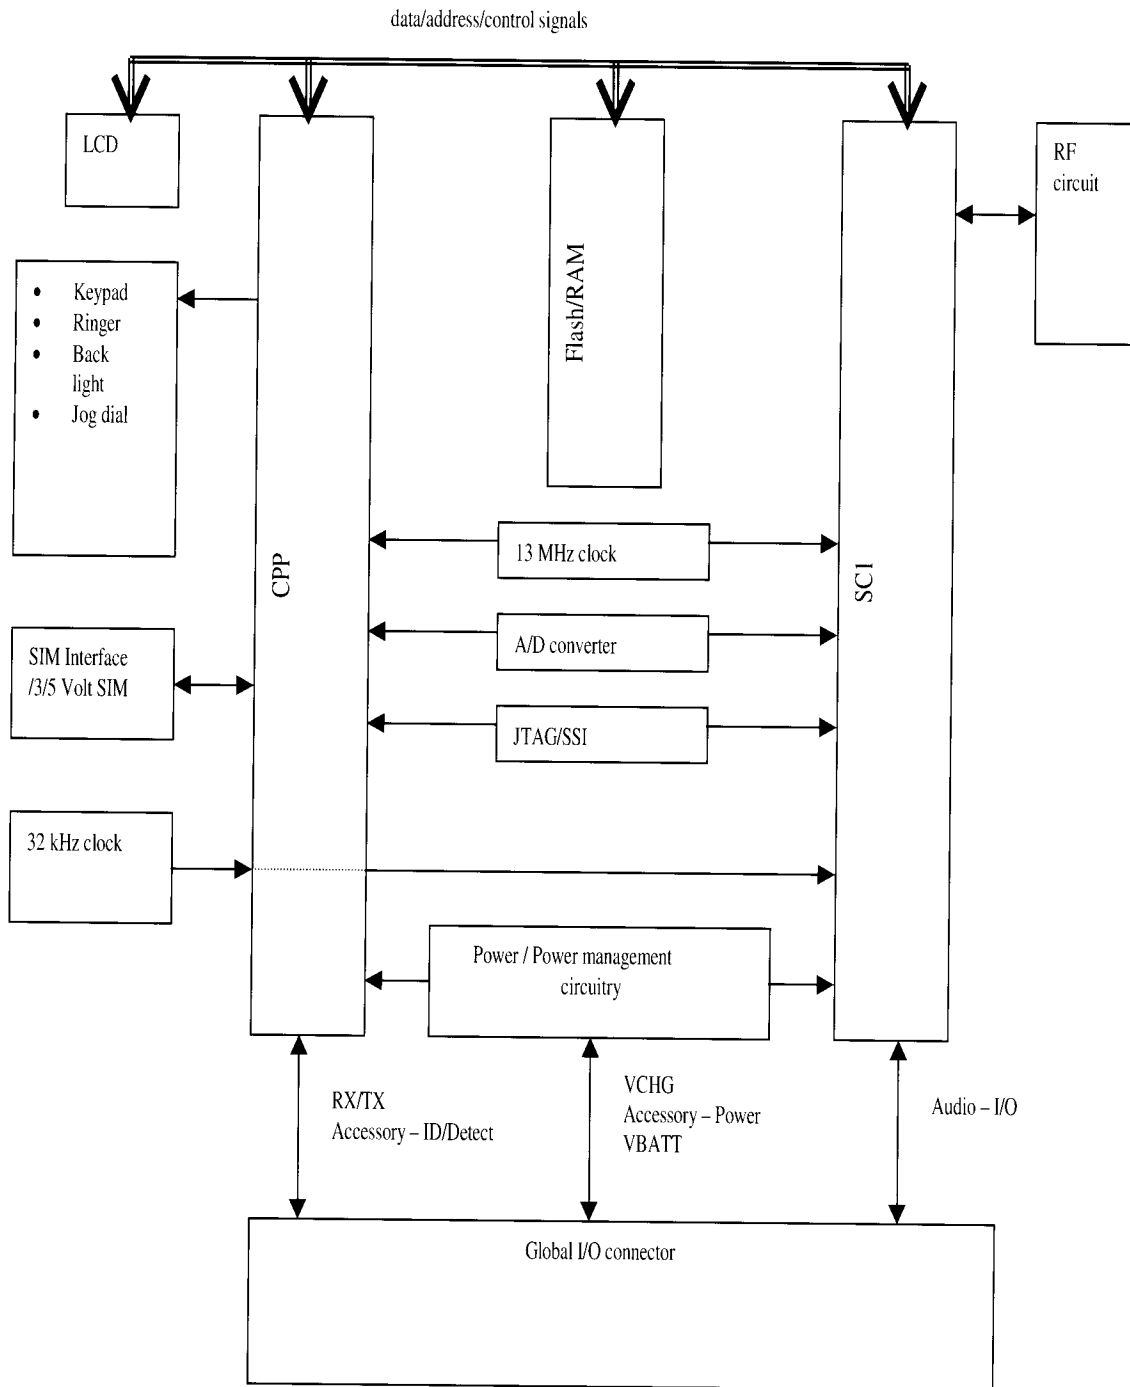 data/address/control signals
LCD
RF
circuit
• Keypad
• Ringer
• Back
light
• Jog dial
Flash/RAM
CPP
SC1
13 MHz clock
A/D converter
JTAG/SSI
SIM Interface
/3/5 Volt SIM
32 kHz clock
Power / Power management
circuitry
RX/TX
Accessory – ID/Detect
VCHG
Accessory – Power
VBATT
Audio – I/O
Global I/O connector